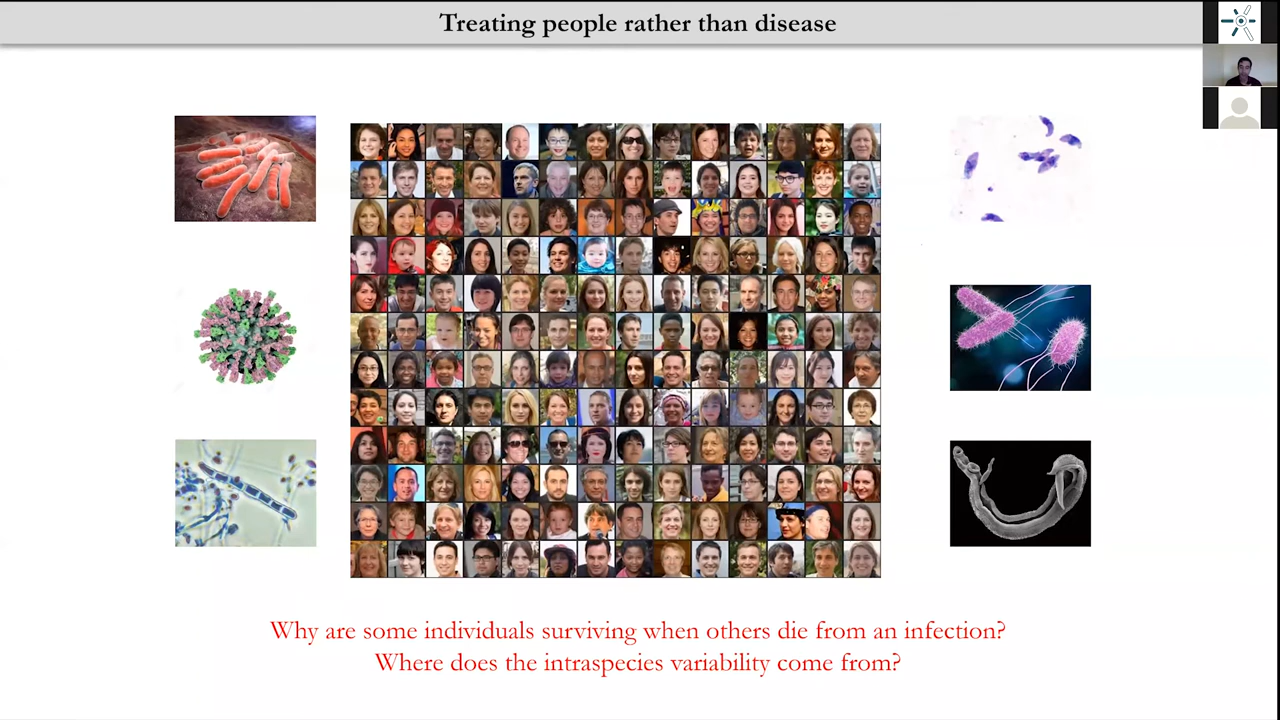 Treating people rather than disease
Why are some individuals surviving when others die from an infection?
Where does the intraspecies variability come from?